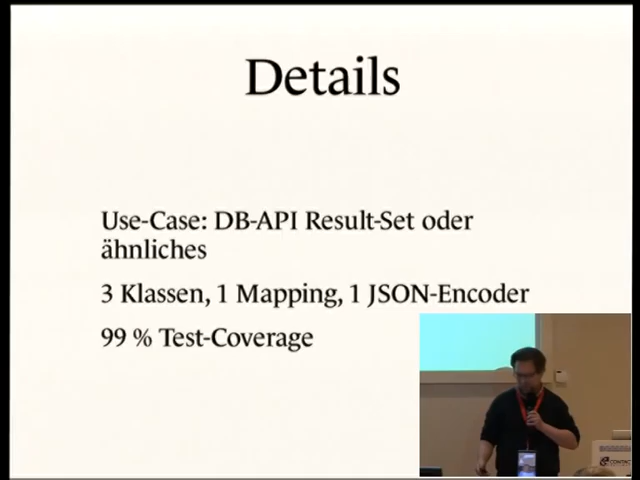 Details
Use-Case: DB-API Result-Set oder
ähnliches
3 Klassen, 1 Mapping, 1 JSON-Encoder
99 % Test-Coverage